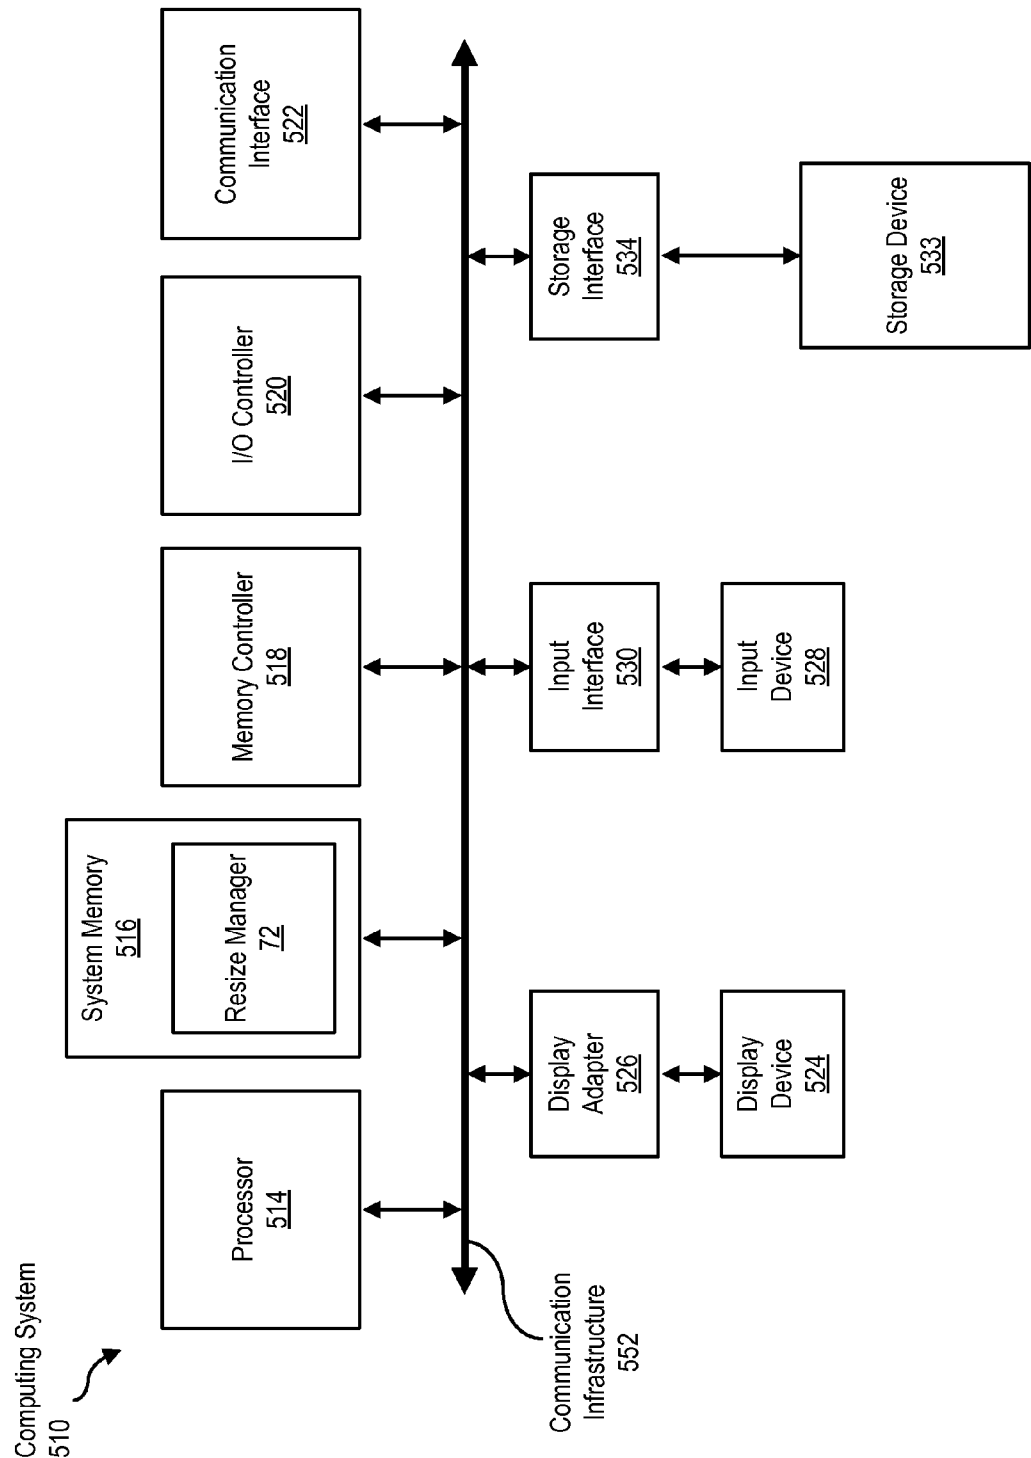 Computing System
510
Processor
514
System Memory
516
Resize Manager
72
Memory Controller
518
I/O Controller
520
Communication
Interface
522
Communication
Infrastructure
552
Display
Adapter
526
Input
Interface
530
Storage
Interface
534
Display
Device
524
Input
Device
528
Storage Device
533